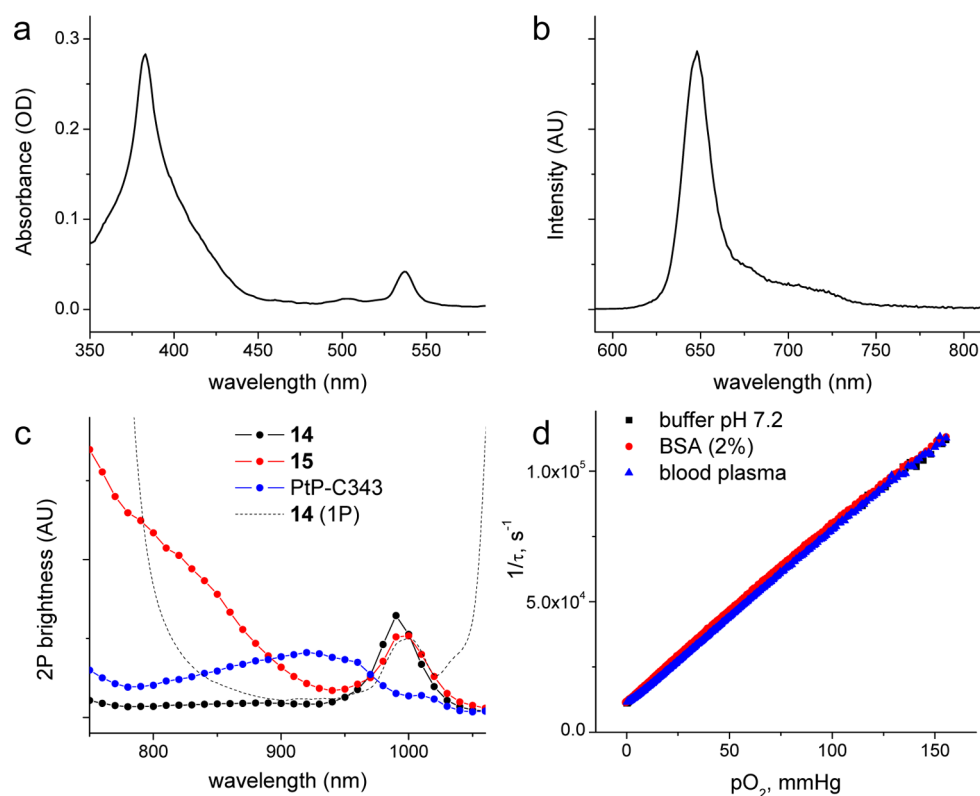 a
Absorbance (OD)
0.3
0.2
0.1
0.0
350 400 450 500 550
wavelength (nm)
b
Intensity (AU)
600 650 700 750 800
wavelength (nm)
c
2P brightness (AU)
14
15
PtP-C343
14 (1P)
800 900 1000
wavelength (nm)
d
buffer pH 7.2
BSA (2%)
blood plasma
1/τ, s⁻¹
1.0x10⁵
5.0x10⁴
0.0
0 50 100 150
pO₂, mmHg